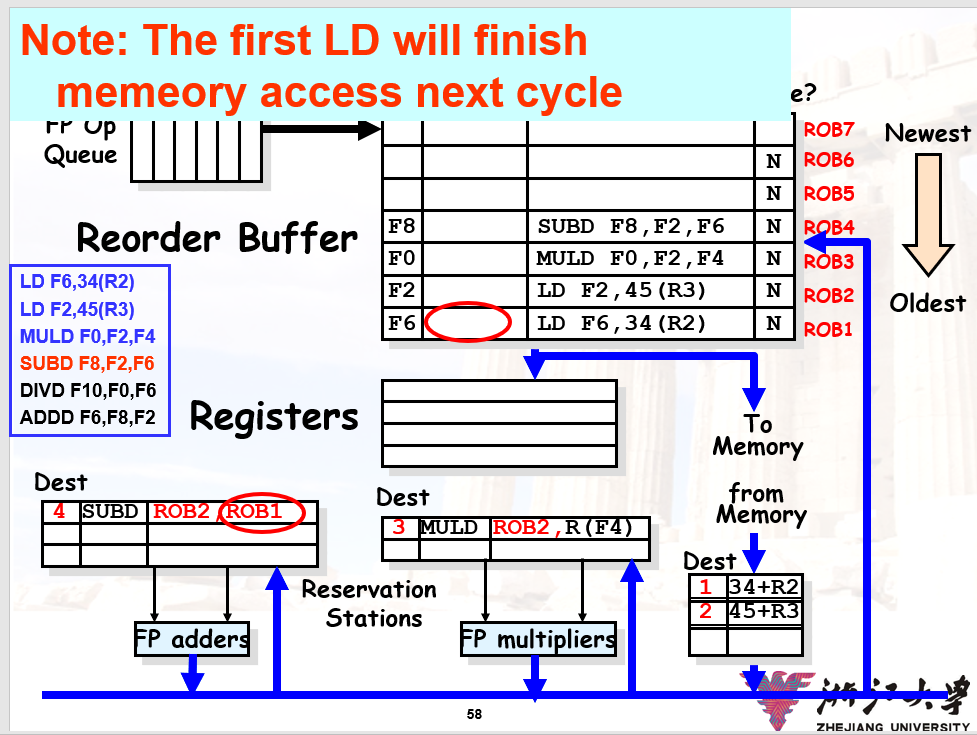 Note: The first LD will finish
memeory access next cycle
e?
FP Op
Queue
ROB7
Newest
N ROB6
N ROB5
Reorder Buffer
F8 SUBD F8,F2,F6 N ROB4
F0 MULD F0,F2,F4 N ROB3
F2 LD F2,45(R3) N ROB2
F6 LD F6,34(R2) N ROB1
Oldest
LD F6,34(R2)
LD F2,45(R3)
MULD F0,F2,F4
SUBD F8,F2,F6
DIVD F10,F0,F6
ADDD F6,F8,F2
Registers
To
Memory
from
Memory
Dest
4 SUBD ROB2,ROB1
Dest
3 MULD ROB2,R(F4)
Dest
1 34+R2
2 45+R3
Reservation
Stations
FP adders
FP multipliers
58
浙江大学
ZHEJIANG UNIVERSITY